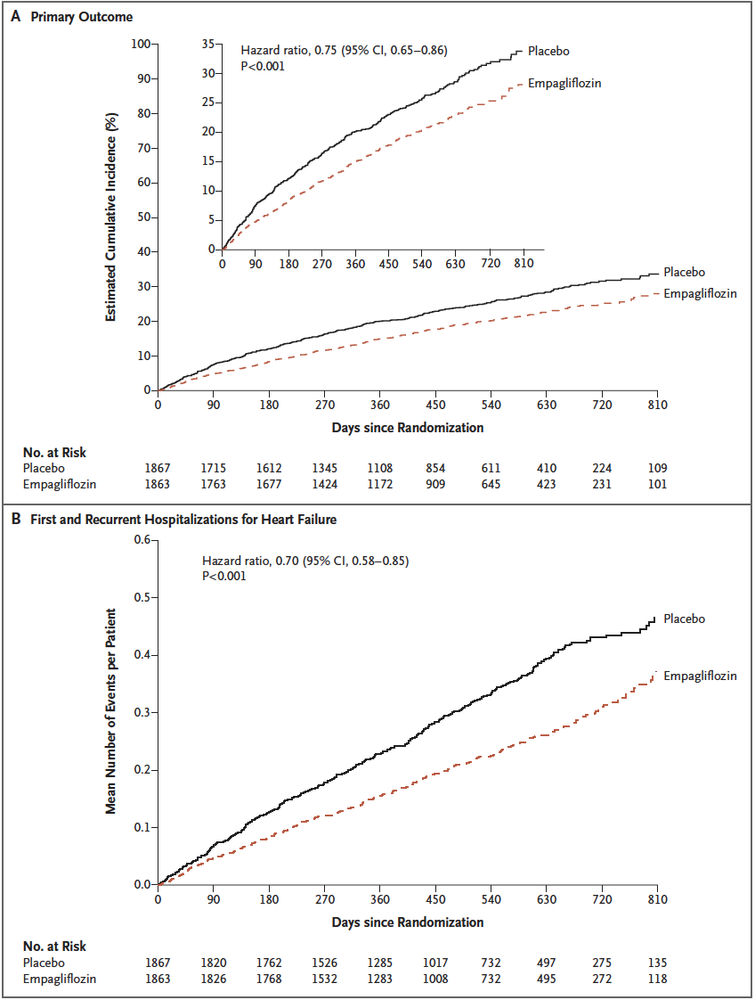 A Primary Outcome
Estimated Cumulative Incidence (%)
100
90
80
70
60
50
40
30
20
10
0
35
30
25
20
15
10
5
0
Hazard ratio, 0.75 (95% CI, 0.65–0.86)
P<0.001
Placebo
Empagliflozin
0 90 180 270 360 450 540 630 720 810
Placebo
Empagliflozin
0 90 180 270 360 450 540 630 720 810
Days since Randomization
No. at Risk
Placebo 1867 1715 1612 1345 1108 854 611 410 224 109
Empagliflozin 1863 1763 1677 1424 1172 909 645 423 231 101
B First and Recurrent Hospitalizations for Heart Failure
Mean Number of Events per Patient
0.6
0.5
0.4
0.3
0.2
0.1
0.0
Hazard ratio, 0.70 (95% CI, 0.58–0.85)
P<0.001
Placebo
Empagliflozin
0 90 180 270 360 450 540 630 720 810
Days since Randomization
No. at Risk
Placebo 1867 1820 1762 1526 1285 1017 732 497 275 135
Empagliflozin 1863 1826 1768 1532 1283 1008 732 495 272 118